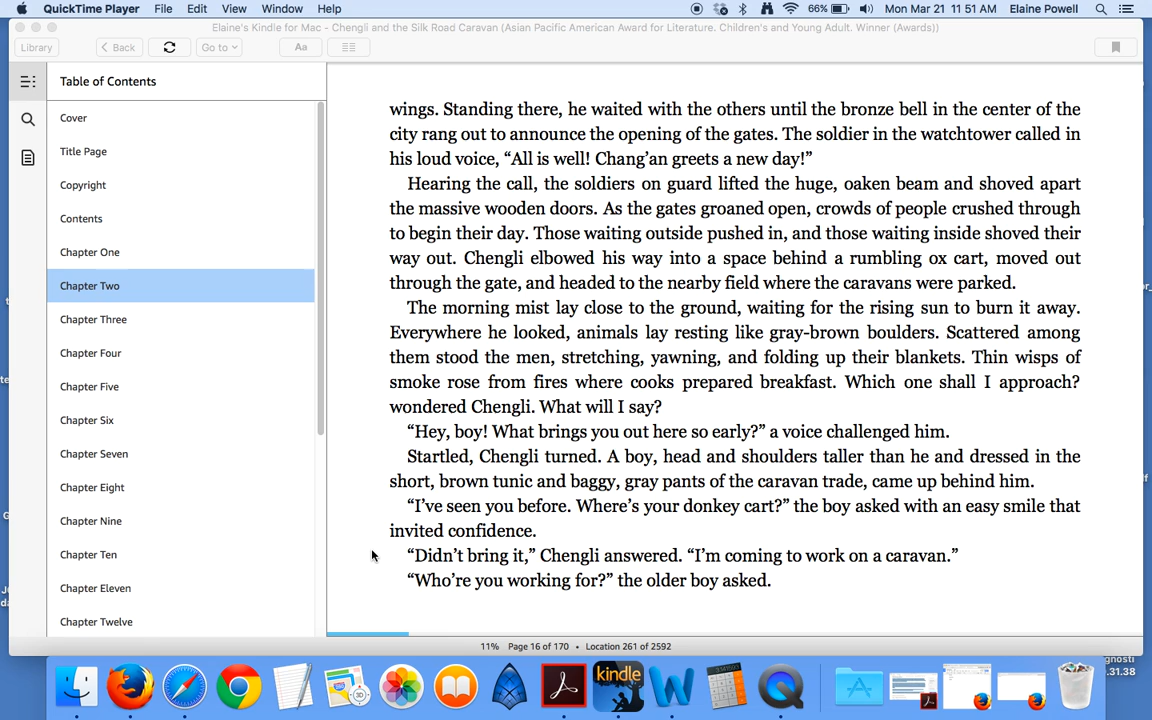 QuickTime Player File Edit View Window Help 66% Mon Mar 21 11 51 AM Elaine Powell
Elaine's Kindle for Mac - Chengli and the Silk Road Caravan (Asian Pacific American Award for Literature. Children's and Young Adult. Winner (Awards))
Library Back Go to Aa
Table of Contents
Cover
Title Page
Copyright
Contents
Chapter One
Chapter Two
Chapter Three
Chapter Four
Chapter Five
Chapter Six
Chapter Seven
Chapter Eight
Chapter Nine
Chapter Ten
Chapter Eleven
Chapter Twelve
wings. Standing there, he waited with the others until the bronze bell in the center of the
city rang out to announce the opening of the gates. The soldier in the watchtower called in
his loud voice, “All is well! Chang’an greets a new day!”
Hearing the call, the soldiers on guard lifted the huge, oaken beam and shoved apart
the massive wooden doors. As the gates groaned open, crowds of people crushed through
to begin their day. Those waiting outside pushed in, and those waiting inside shoved their
way out. Chengli elbowed his way into a space behind a rumbling ox cart, moved out
through the gate, and headed to the nearby field where the caravans were parked.
The morning mist lay close to the ground, waiting for the rising sun to burn it away.
Everywhere he looked, animals lay resting like gray-brown boulders. Scattered among
them stood the men, stretching, yawning, and folding up their blankets. Thin wisps of
smoke rose from fires where cooks prepared breakfast. Which one shall I approach?
wondered Chengli. What will I say?
“Hey, boy! What brings you out here so early?” a voice challenged him.
Startled, Chengli turned. A boy, head and shoulders taller than he and dressed in the
short, brown tunic and baggy, gray pants of the caravan trade, came up behind him.
“I’ve seen you before. Where’s your donkey cart?” the boy asked with an easy smile that
invited confidence.
“Didn’t bring it,” Chengli answered. “I’m coming to work on a caravan.”
“Who’re you working for?” the older boy asked.
11% Page 16 of 170 • Location 261 of 2592
kindle
gnosti
.31.38